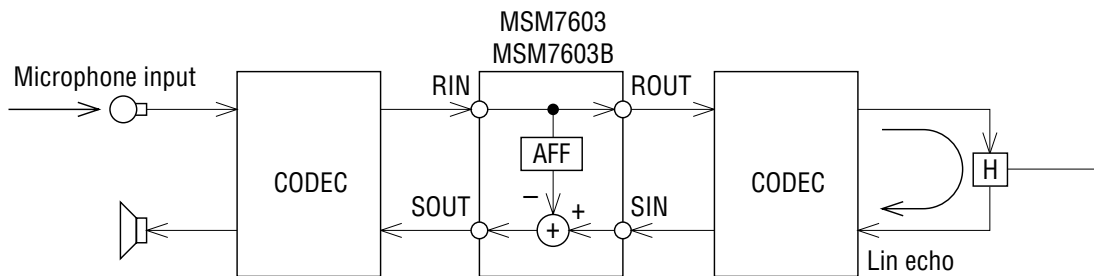 MSM7603
MSM7603B
Microphone input
RIN
ROUT
AFF
H
CODEC
CODEC
SOUT
SIN
−
+
+
Lin echo